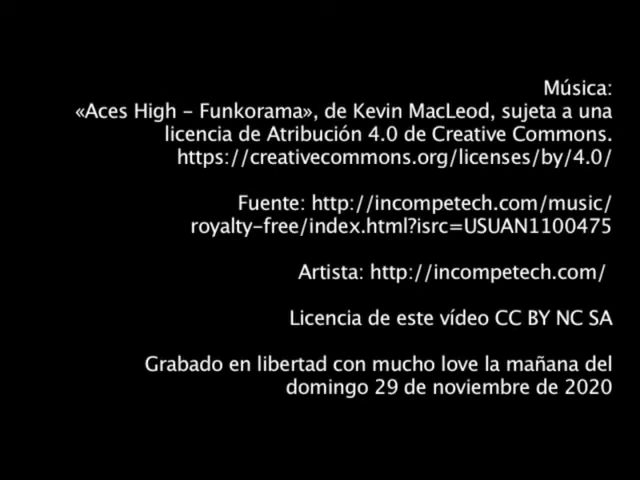 Música:
«Aces High - Funkorama», de Kevin MacLeod, sujeta a una
licencia de Atribución 4.0 de Creative Commons.
https://creativecommons.org/licenses/by/4.0/
Fuente: http://incompetech.com/music/
royalty-free/index.html?isrc=USUAN1100475
Artista: http://incompetech.com/
Licencia de este vídeo CC BY NC SA
Grabado en libertad con mucho love la mañana del
domingo 29 de noviembre de 2020